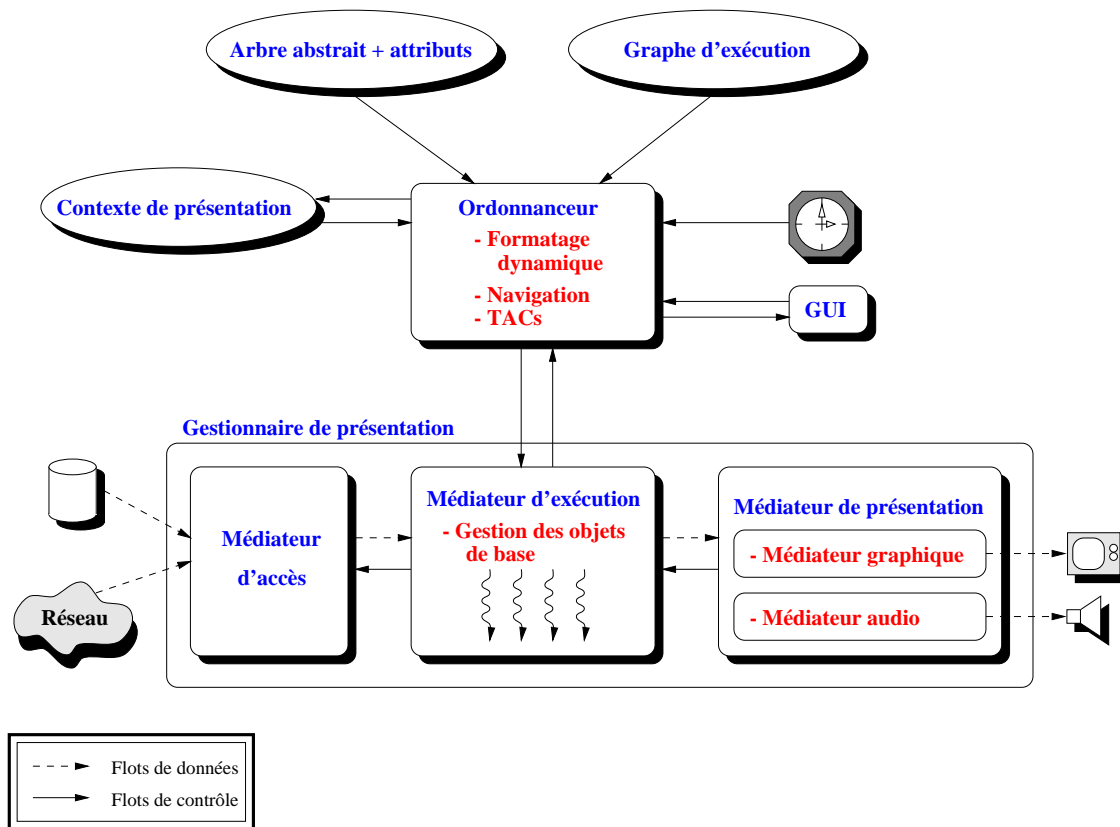 Arbre abstrait + attributs
Graphe d'exécution
Contexte de présentation
Ordonnanceur
- Formatage
dynamique
- Navigation
- TACs
GUI
Gestionnaire de présentation
Médiateur
d'accès
Médiateur d'exécution
- Gestion des objets
de base
Médiateur de présentation
- Médiateur graphique
- Médiateur audio
Réseau
Flots de données
Flots de contrôle